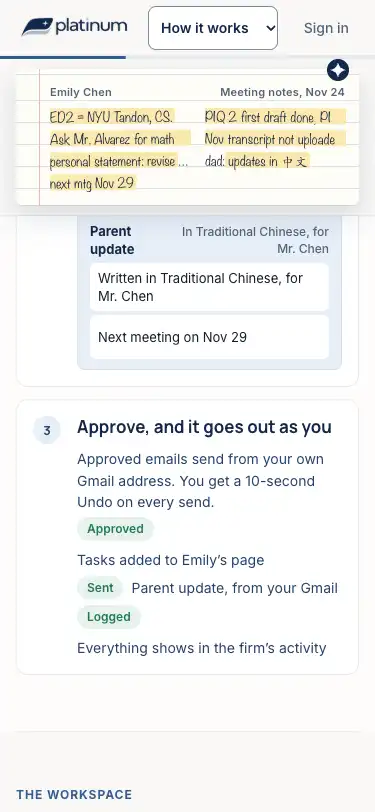 platinum
How it works
Sign in
Emily Chen
Meeting notes, Nov 24
ED2 = NYU Tandon, CS.
Ask Mr. Alvarez for math
personal statement: revise ...
next mtg Nov 29
PIQ 2 first draft done, PI
Nov transcript not uploade
dad: updates in 中文
Parent update
In Traditional Chinese, for Mr. Chen
Written in Traditional Chinese, for
Mr. Chen
Next meeting on Nov 29
3
Approve, and it goes out as you
Approved emails send from your own
Gmail address. You get a 10-second
Undo on every send.
Approved
Tasks added to Emily's page
Sent
Parent update, from your Gmail
Logged
Everything shows in the firm's activity
THE WORKSPACE